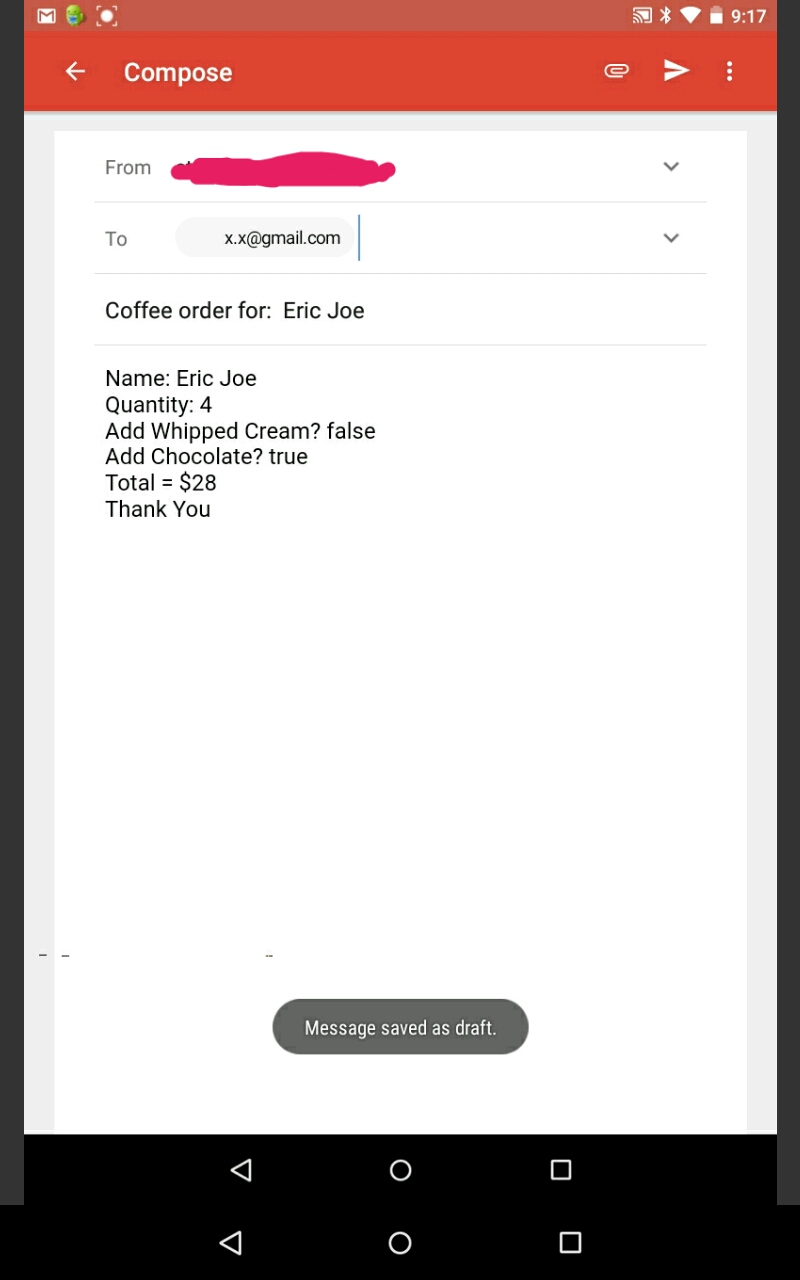 9:17
Compose
From
To x.x@gmail.com
Coffee order for:  Eric Joe
Name: Eric Joe
Quantity: 4
Add Whipped Cream? false
Add Chocolate? true
Total = $28
Thank You
Message saved as draft.